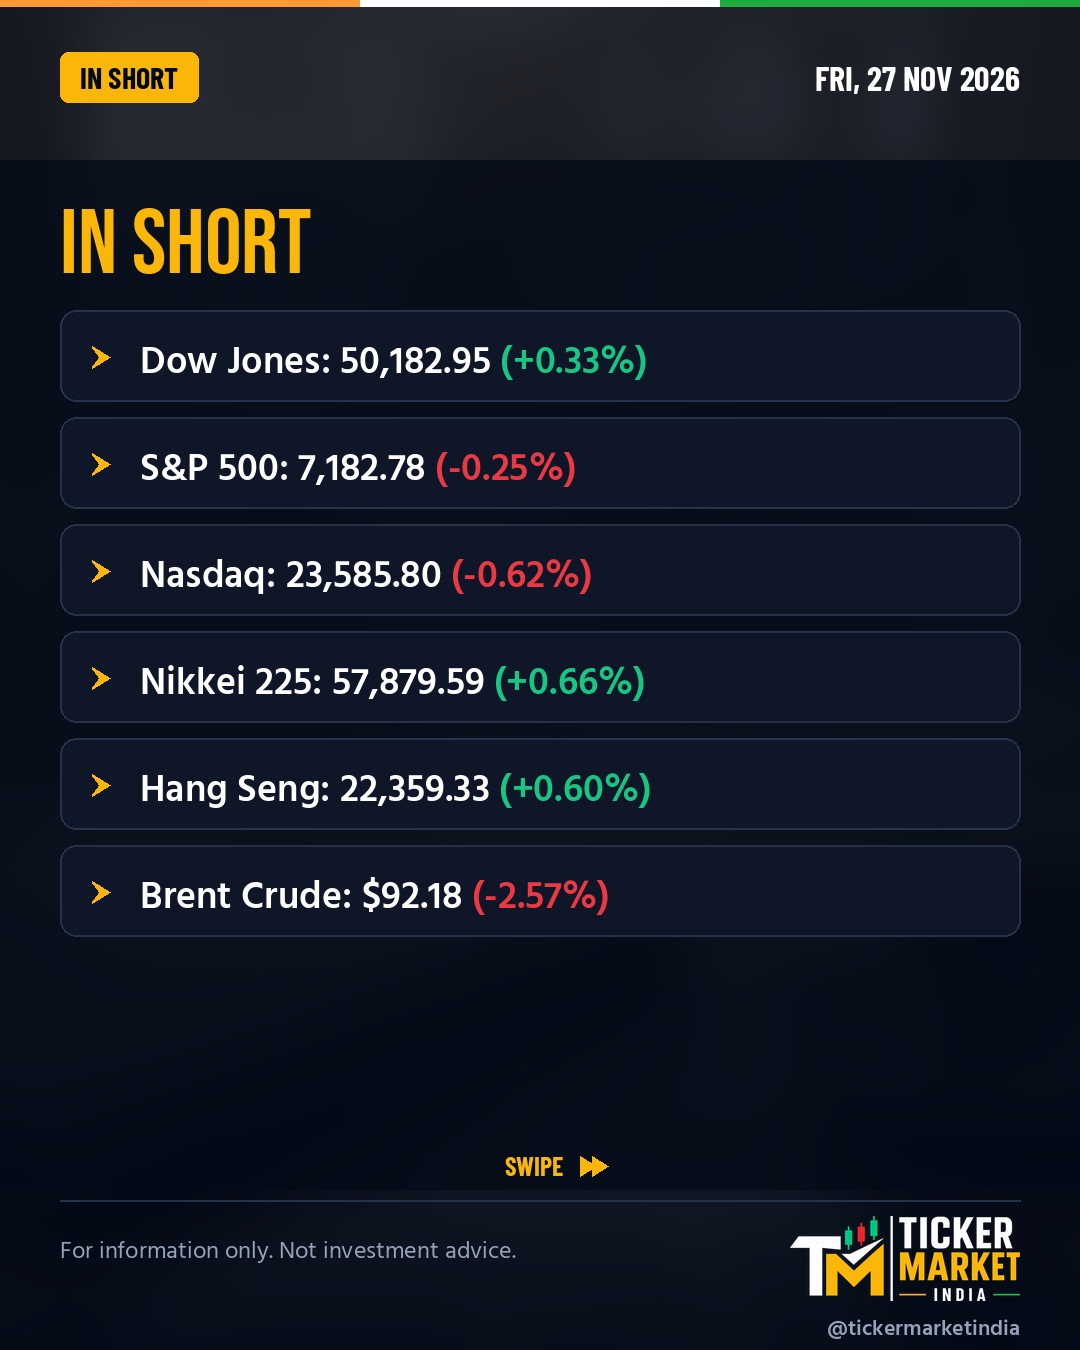 IN SHORT
FRI, 27 NOV 2026
IN SHORT
Dow Jones: 50,182.95 (+0.33%)
S&P 500: 7,182.78 (-0.25%)
Nasdaq: 23,585.80 (-0.62%)
Nikkei 225: 57,879.59 (+0.66%)
Hang Seng: 22,359.33 (+0.60%)
Brent Crude: $92.18 (-2.57%)
SWIPE
For information only. Not investment advice.
TM
TICKER
MARKET
INDIA
@tickermarketindia